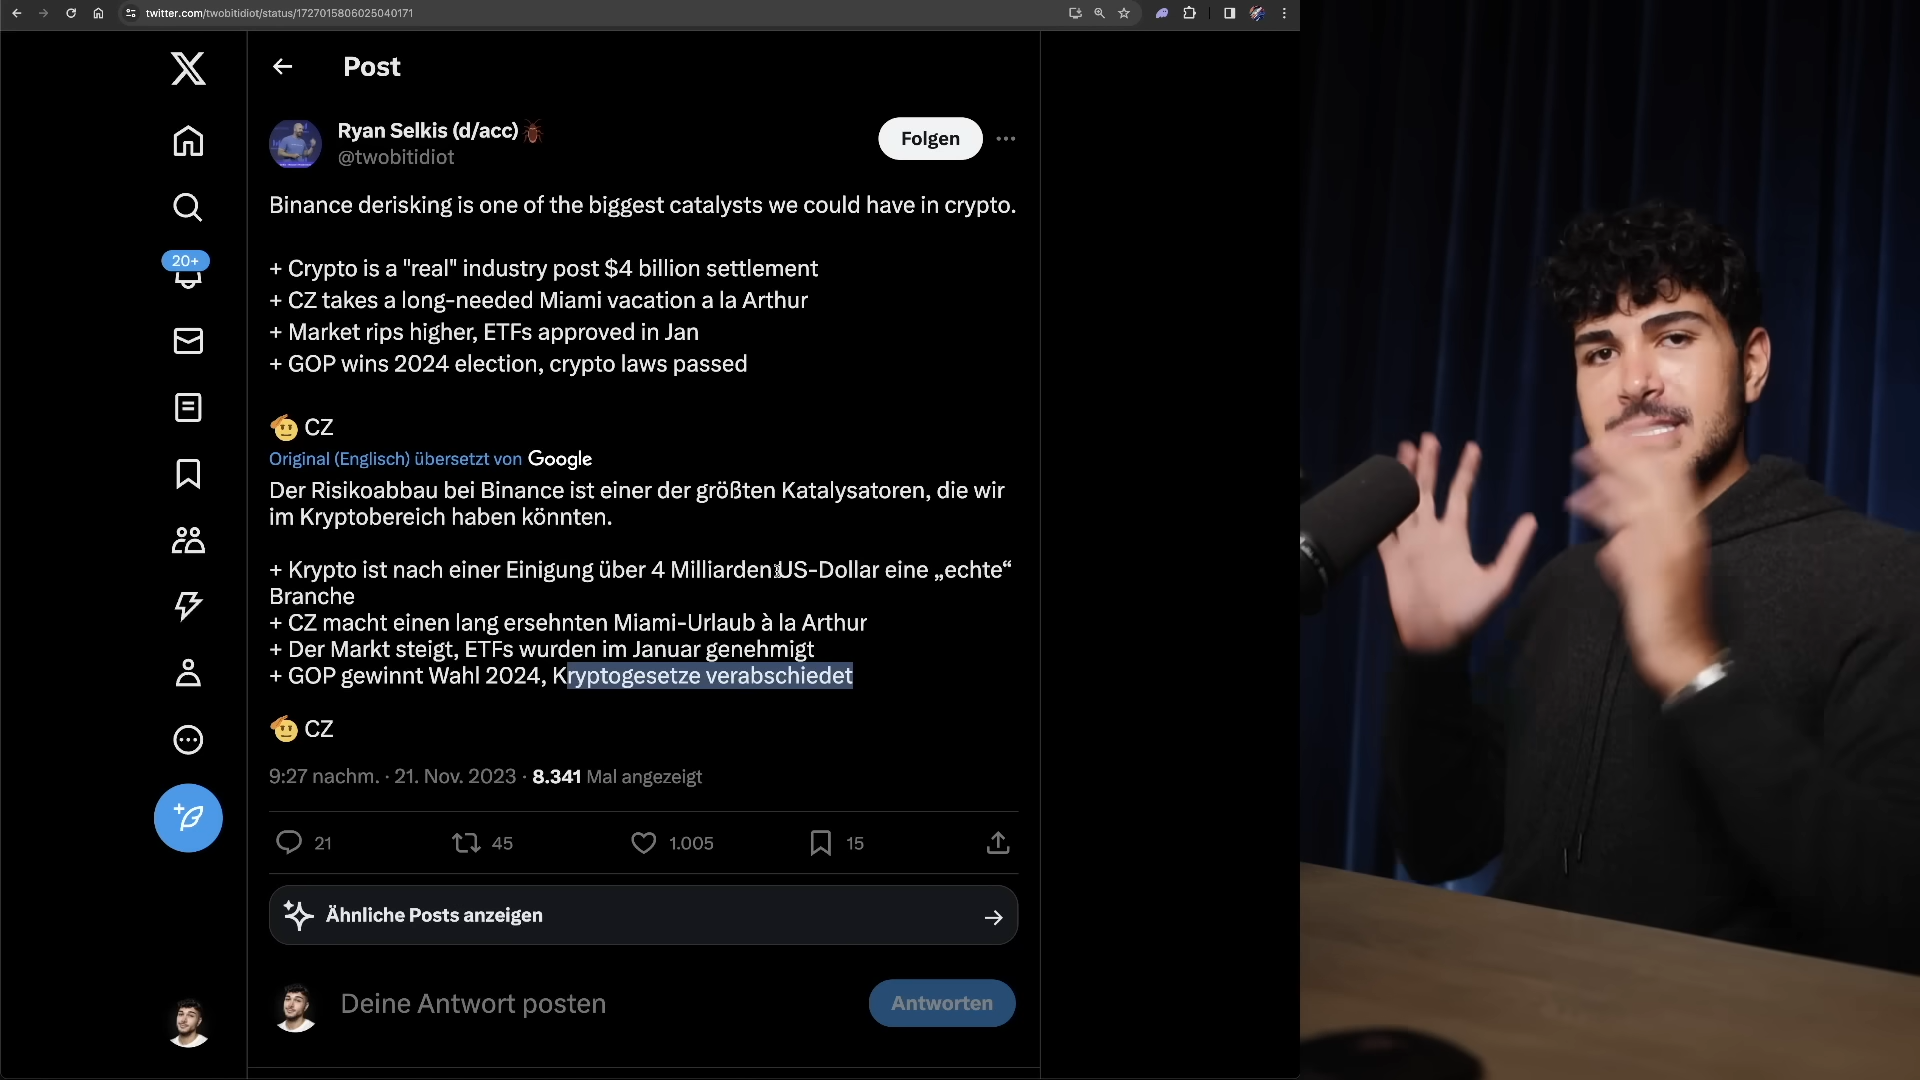 twitter.com/twobitidiot/status/1727015806025040171
Post
Ryan Selkis (d/acc)
@twobitidiot
Folgen
Binance derisking is one of the biggest catalysts we could have in crypto.
+ Crypto is a "real" industry post $4 billion settlement
+ CZ takes a long-needed Miami vacation a la Arthur
+ Market rips higher, ETFs approved in Jan
+ GOP wins 2024 election, crypto laws passed
20+
🫡 CZ
Original (Englisch) übersetzt von Google
Der Risikoabbau bei Binance ist einer der größten Katalysatoren, die wir
im Kryptobereich haben könnten.
+ Krypto ist nach einer Einigung über 4 Milliarden US-Dollar eine „echte“
Branche
+ CZ macht einen lang ersehnten Miami-Urlaub à la Arthur
+ Der Markt steigt, ETFs wurden im Januar genehmigt
+ GOP gewinnt Wahl 2024, Kryptogesetze verabschiedet
🫡 CZ
9:27 nachm. · 21. Nov. 2023 · 8.341 Mal angezeigt
21 45 1.005 15
Ähnliche Posts anzeigen
Deine Antwort posten
Antworten